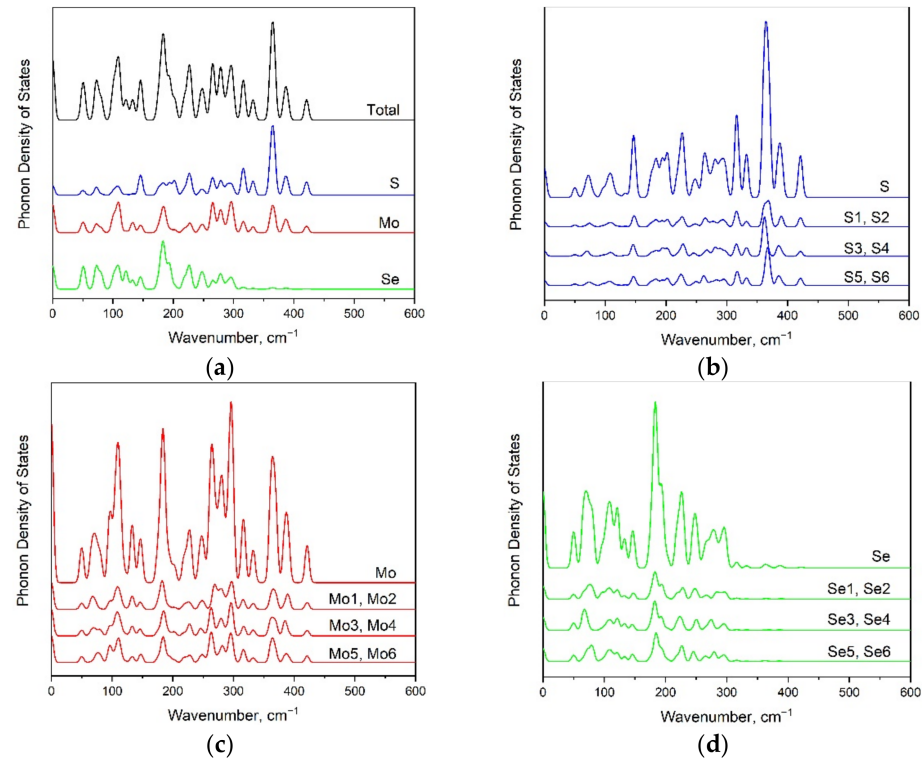 Phonon Density of States
Total
S
Mo
Se
0 100 200 300 400 500 600
Wavenumber, cm⁻¹
(a)
Phonon Density of States
S
S1, S2
S3, S4
S5, S6
0 100 200 300 400 500 600
Wavenumber, cm⁻¹
(b)
Phonon Density of States
Mo
Mo1, Mo2
Mo3, Mo4
Mo5, Mo6
0 100 200 300 400 500 600
Wavenumber, cm⁻¹
(c)
Phonon Density of States
Se
Se1, Se2
Se3, Se4
Se5, Se6
0 100 200 300 400 500 600
Wavenumber, cm⁻¹
(d)